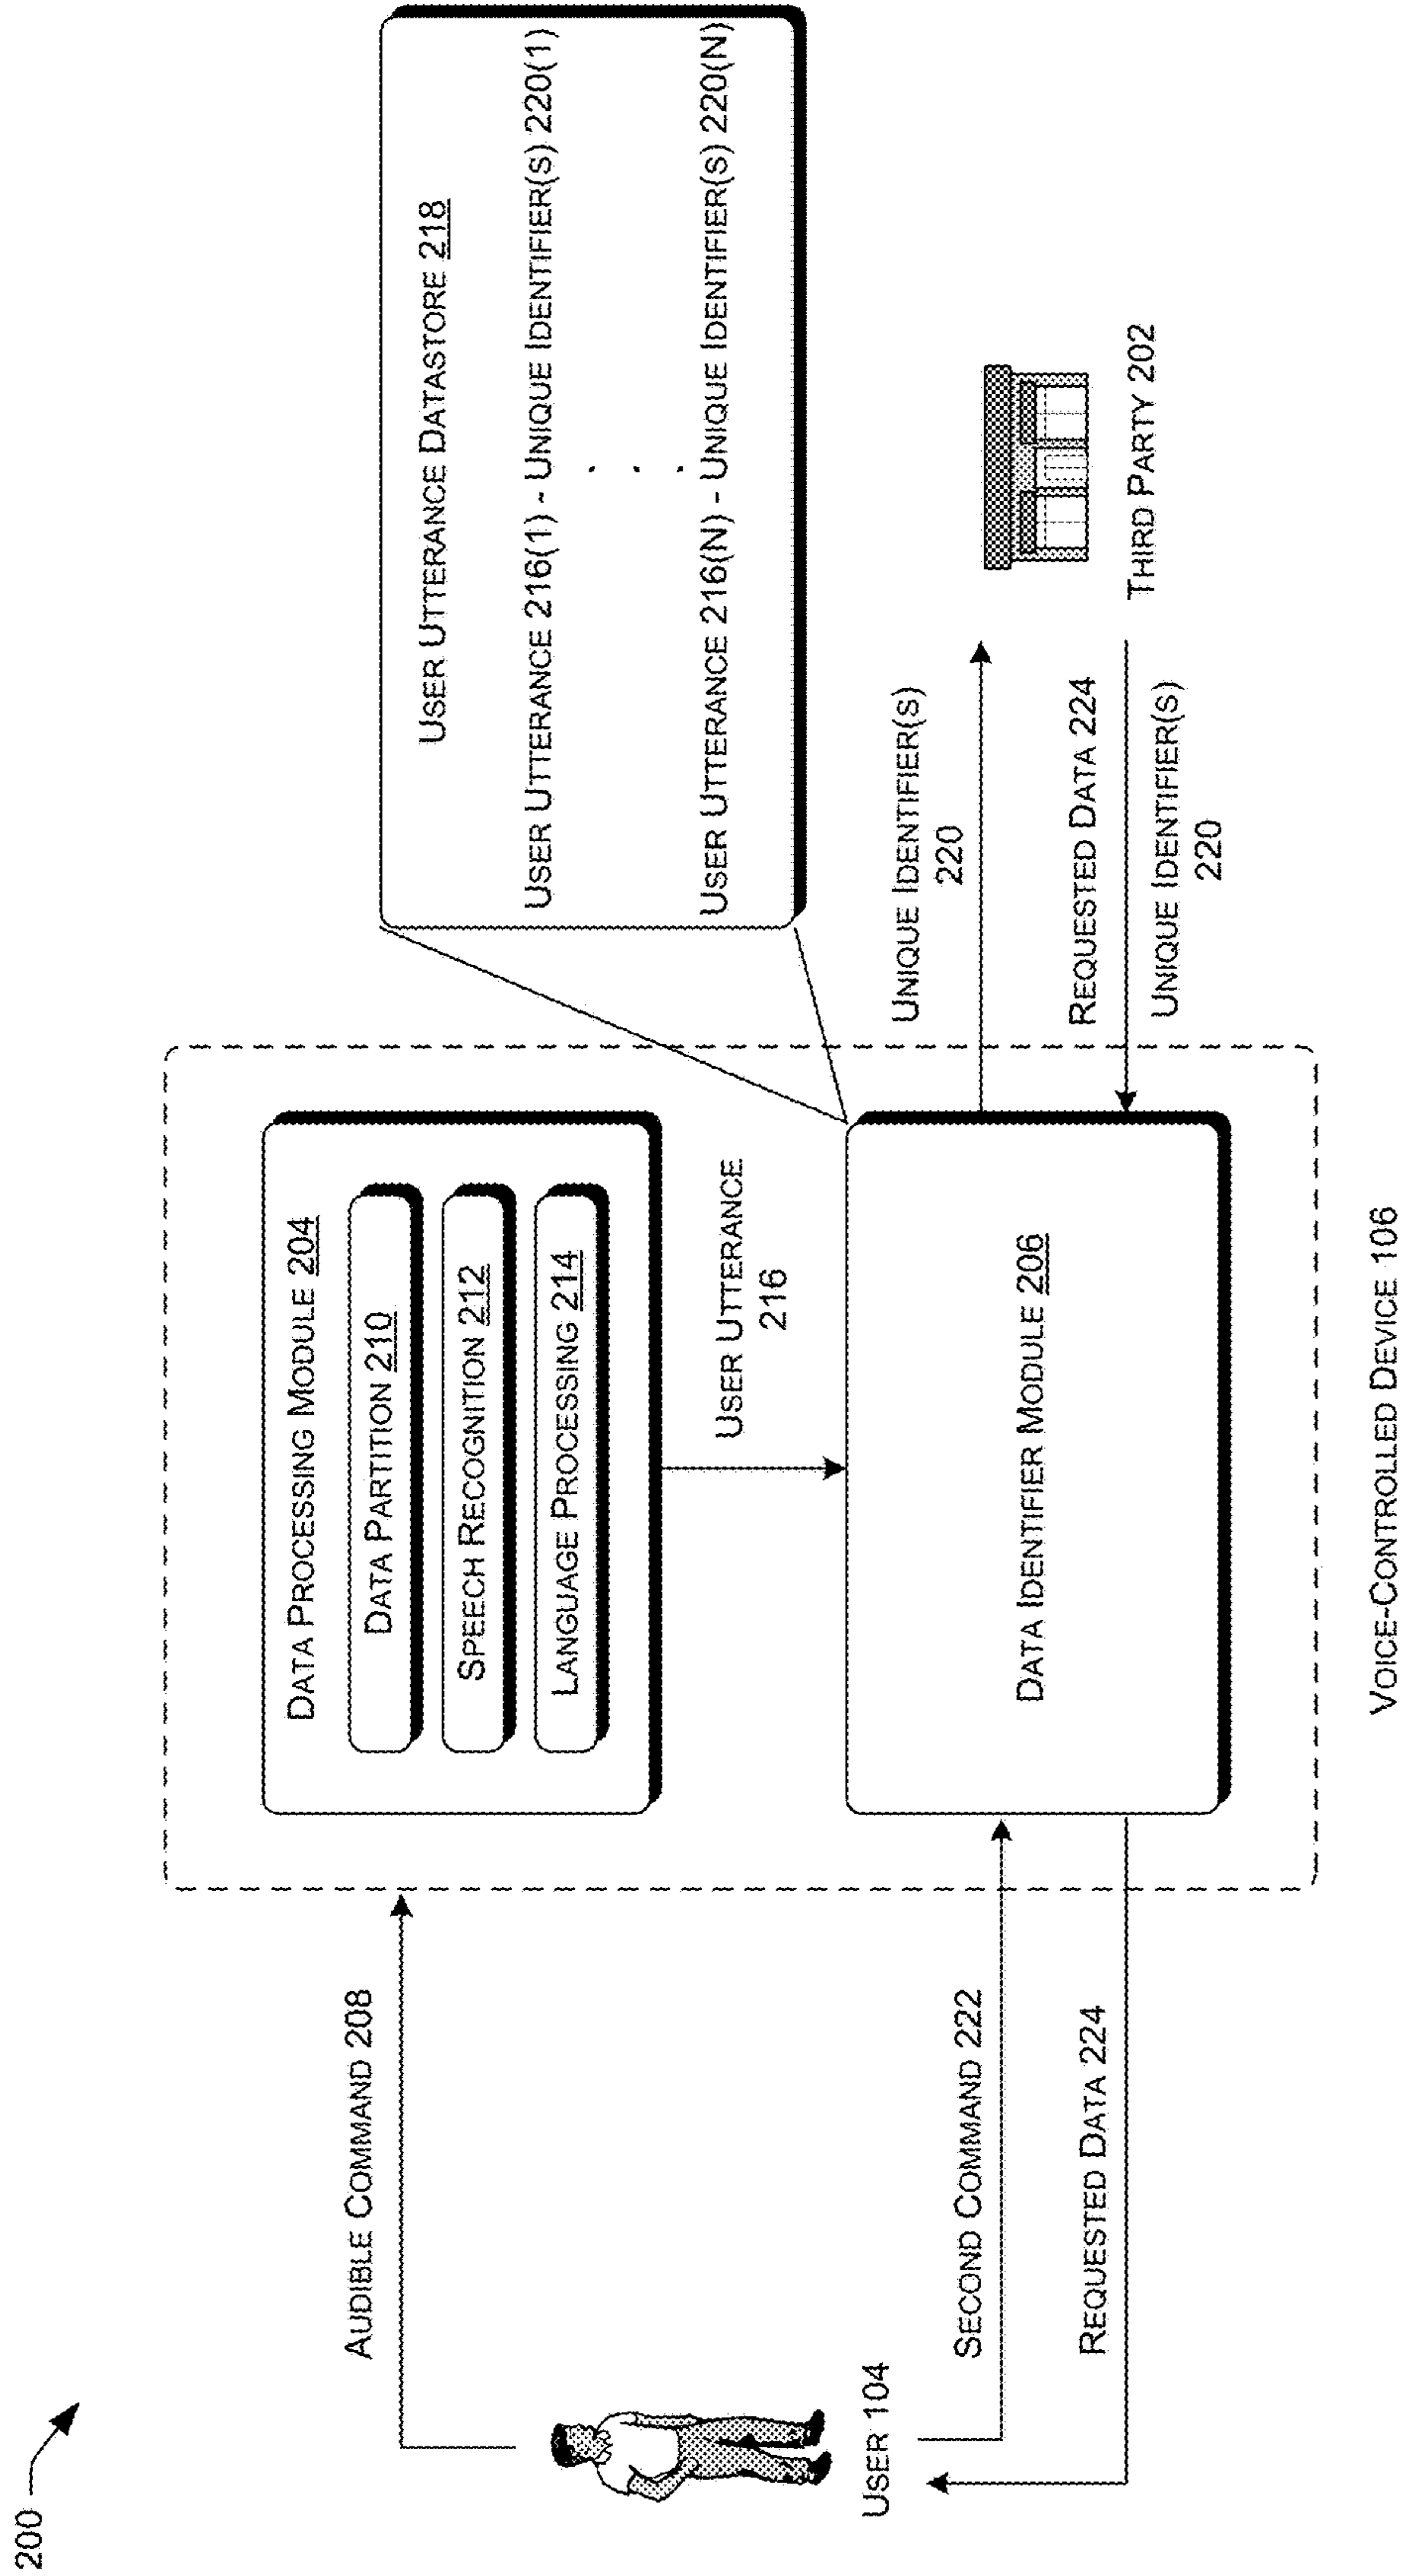 200
AUDIBLE COMMAND 208
USER 104
SECOND COMMAND 222
REQUESTED DATA 224
DATA PROCESSING MODULE 204
DATA PARTITION 210
SPEECH RECOGNITION 212
LANGUAGE PROCESSING 214
USER UTTERANCE
216
DATA IDENTIFIER MODULE 206
VOICE-CONTROLLED DEVICE 106
USER UTTERANCE DATASTORE 218
USER UTTERANCE 216(1) - UNIQUE IDENTIFIER(S) 220(1)
. . .
USER UTTERANCE 216(N) - UNIQUE IDENTIFIER(S) 220(N)
UNIQUE IDENTIFIER(S)
220
REQUESTED DATA 224
UNIQUE IDENTIFIER(S)
220
THIRD PARTY 202